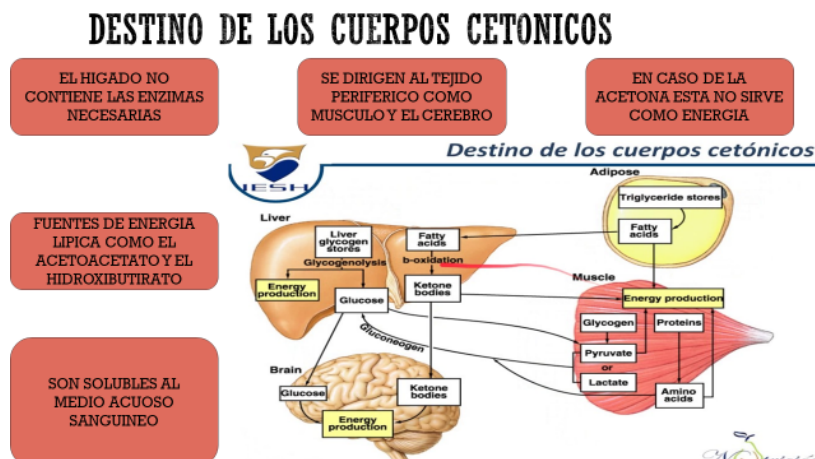 DESTINO DE LOS CUERPOS CETONICOS
EL HIGADO NO
CONTIENE LAS ENZIMAS
NECESARIAS
SE DIRIGEN AL TEJIDO
PERIFERICO COMO
MUSCULO Y EL CEREBRO
EN CASO DE LA
ACETONA ESTA NO SIRVE
COMO ENERGIA
FUENTES DE ENERGIA
LIPICA COMO EL
ACETOACETATO Y EL
HIDROXIBUTIRATO
SON SOLUBLES AL
MEDIO ACUOSO
SANGUINEO
IESH
Destino de los cuerpos cetónicos
Adipose
Triglyceride stores
Fatty
acids
Liver
Liver
glycogen
stores
Glycogenolysis
Energy
production
Glucose
Fatty
acids
b-oxidation
Ketone
bodies
Muscle
Energy production
Glycogen
Proteins
Pyruvate
or
Lactate
Amino
acids
Gluconeogen
Brain
Glucose
Ketone
bodies
Energy
production